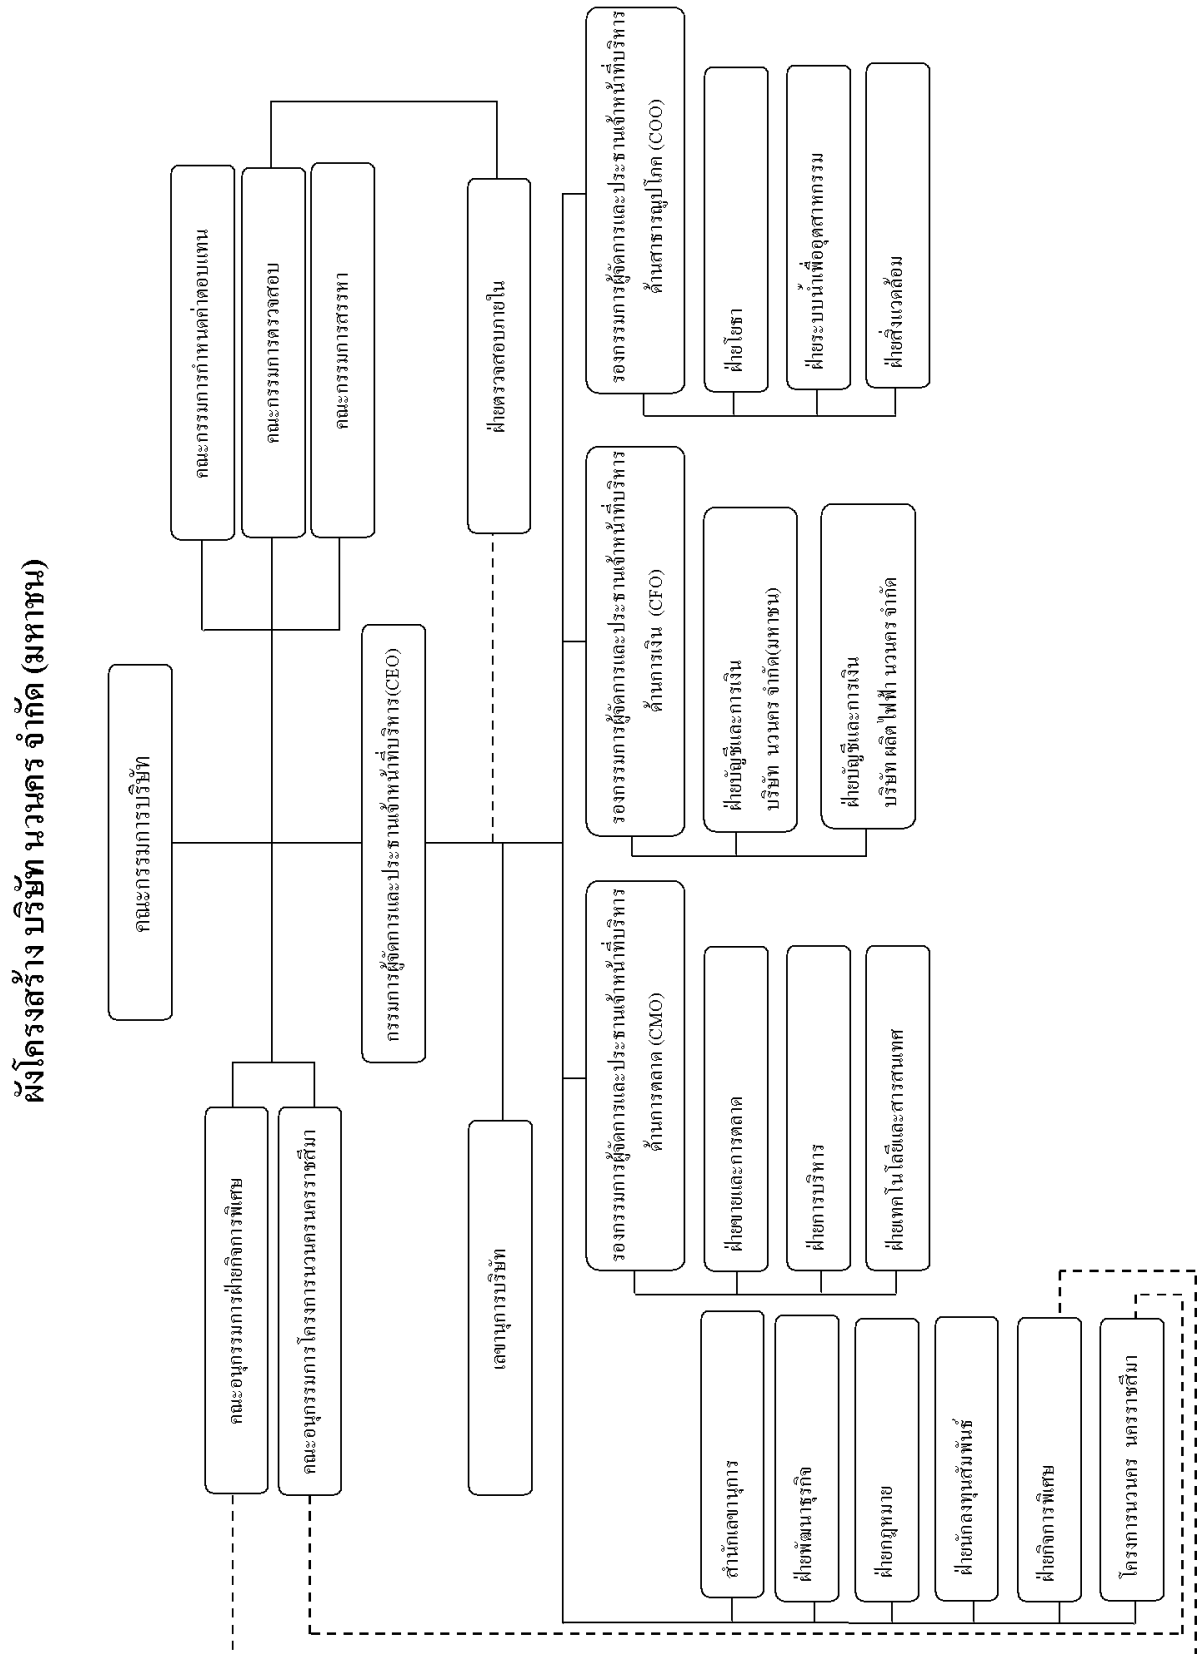 ผังโครงสร้าง บริษัท นวนคร จำกัด (มหาชน)
คณะกรรมการบริษัท
คณะอนุกรรมการฝ่ายกิจการพิเศษ
คณะอนุกรรมการโครงการนวนครนครราชสีมา
คณะกรรมการกำหนดค่าตอบแทน
คณะกรรมการตรวจสอบ
คณะกรรมการสรรหา
กรรมการผู้จัดการและประธานเจ้าหน้าที่บริหาร(CEO)
เลขานุการบริษัท
ฝ่ายตรวจสอบภายใน
รองกรรมการผู้จัดการและประธานเจ้าหน้าที่บริหาร
ด้านการตลาด (CMO)
รองกรรมการผู้จัดการและประธานเจ้าหน้าที่บริหาร
ด้านการเงิน (CFO)
รองกรรมการผู้จัดการและประธานเจ้าหน้าที่บริหาร
ด้านสาธารณูปโภค (COO)
สำนักเลขานุการ
ฝ่ายพัฒนาธุรกิจ
ฝ่ายกฎหมาย
ฝ่ายนักลงทุนสัมพันธ์
ฝ่ายกิจการพิเศษ
โครงการนวนคร นครราชสีมา
ฝ่ายขายและการตลาด
ฝ่ายการบริหาร
ฝ่ายเทคโนโลยีและสารสนเทศ
ฝ่ายบัญชีและการเงิน
บริษัท นวนคร จำกัด(มหาชน)
ฝ่ายบัญชีและการเงิน
บริษัท ผลิตไฟฟ้า นวนคร จำกัด
ฝ่ายโยธา
ฝ่ายระบบน้ำเพื่ออุตสาหกรรม
ฝ่ายสิ่งแวดล้อม